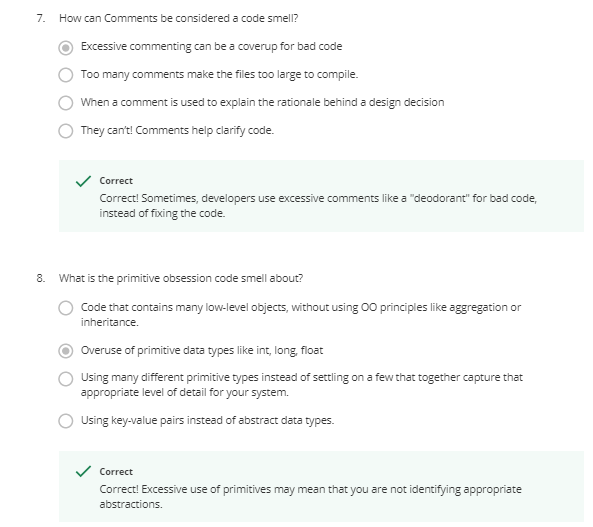 7. How can Comments be considered a code smell?
Excessive commenting can be a coverup for bad code
Too many comments make the files too large to compile.
When a comment is used to explain the rationale behind a design decision
They can't! Comments help clarify code.
Correct
Correct! Sometimes, developers use excessive comments like a "deodorant" for bad code,
instead of fixing the code.
8. What is the primitive obsession code smell about?
Code that contains many low-level objects, without using OO principles like aggregation or
inheritance.
Overuse of primitive data types like int, long, float
Using many different primitive types instead of settling on a few that together capture that
appropriate level of detail for your system.
Using key-value pairs instead of abstract data types.
Correct
Correct! Excessive use of primitives may mean that you are not identifying appropriate
abstractions.